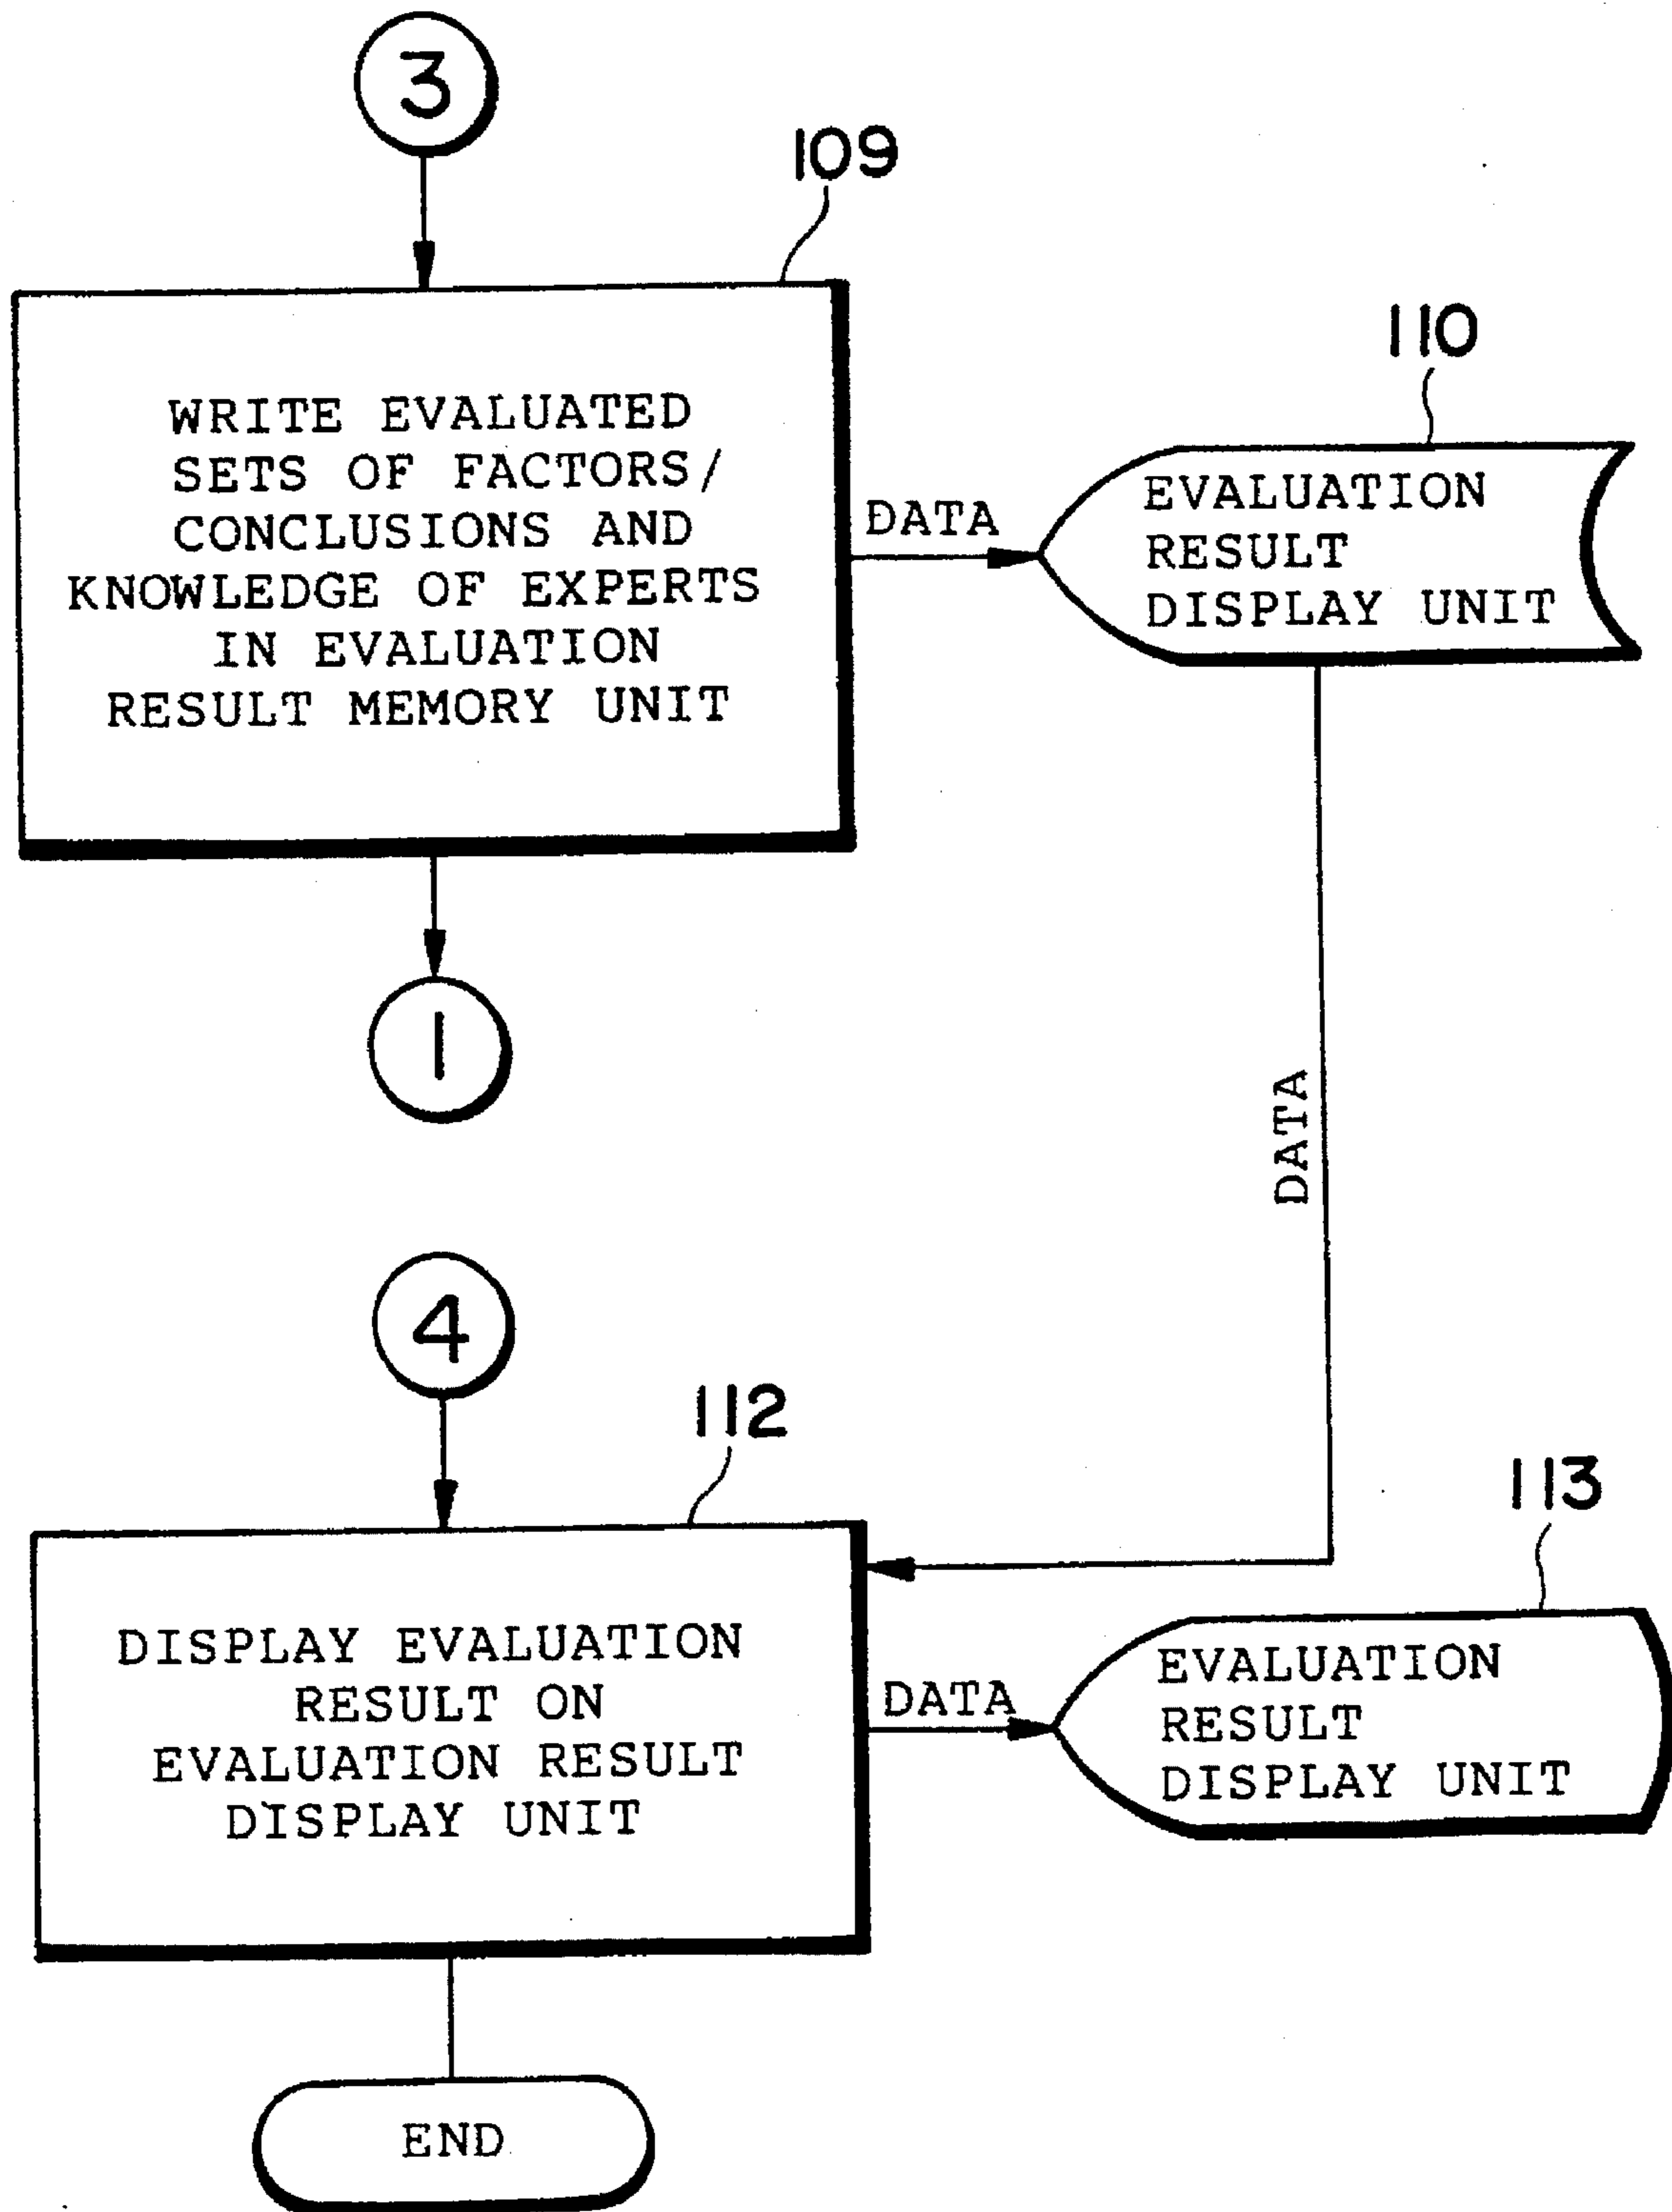 3
109
WRITE EVALUATED
SETS OF FACTORS/
CONCLUSIONS AND
KNOWLEDGE OF EXPERTS
IN EVALUATION
RESULT MEMORY UNIT
DATA
110
EVALUATION
RESULT
DISPLAY UNIT
1
DATA
4
112
DISPLAY EVALUATION
RESULT ON
EVALUATION RESULT
DISPLAY UNIT
DATA
113
EVALUATION
RESULT
DISPLAY UNIT
END